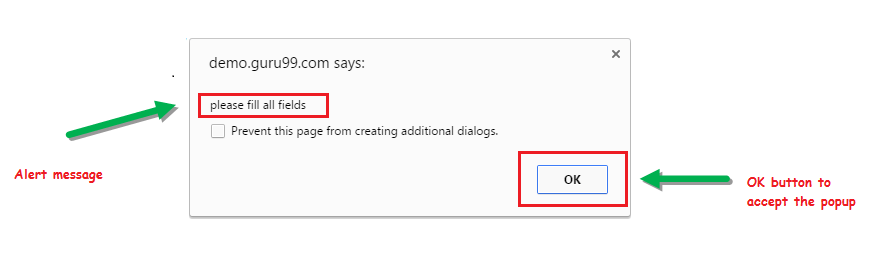 demo.guru99.com says:
please fill all fields
Prevent this page from creating additional dialogs.
Alert message
OK
OK button to
accept the popup